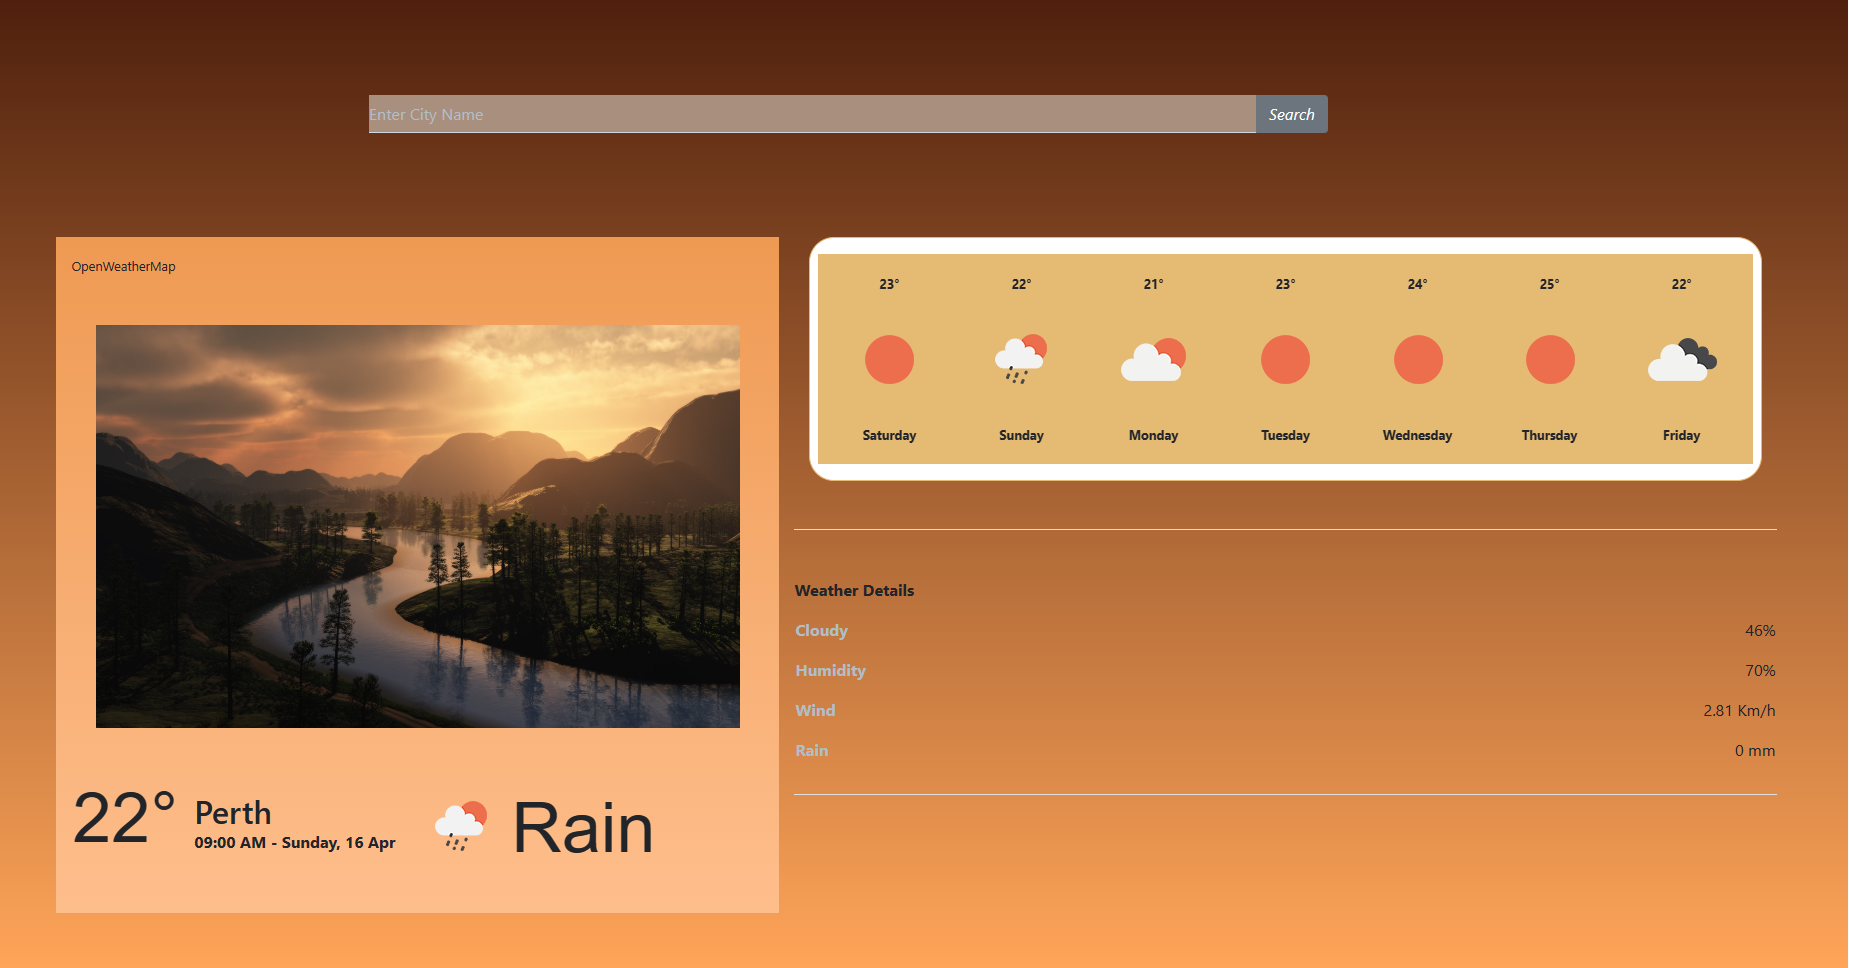 Enter City Name
Search
OpenWeatherMap
22°
Perth
09:00 AM - Sunday, 16 Apr
Rain
23° 22° 21° 23° 24° 25° 22°
Saturday Sunday Monday Tuesday Wednesday Thursday Friday
Weather Details
Cloudy 46%
Humidity 70%
Wind 2.81 Km/h
Rain 0 mm